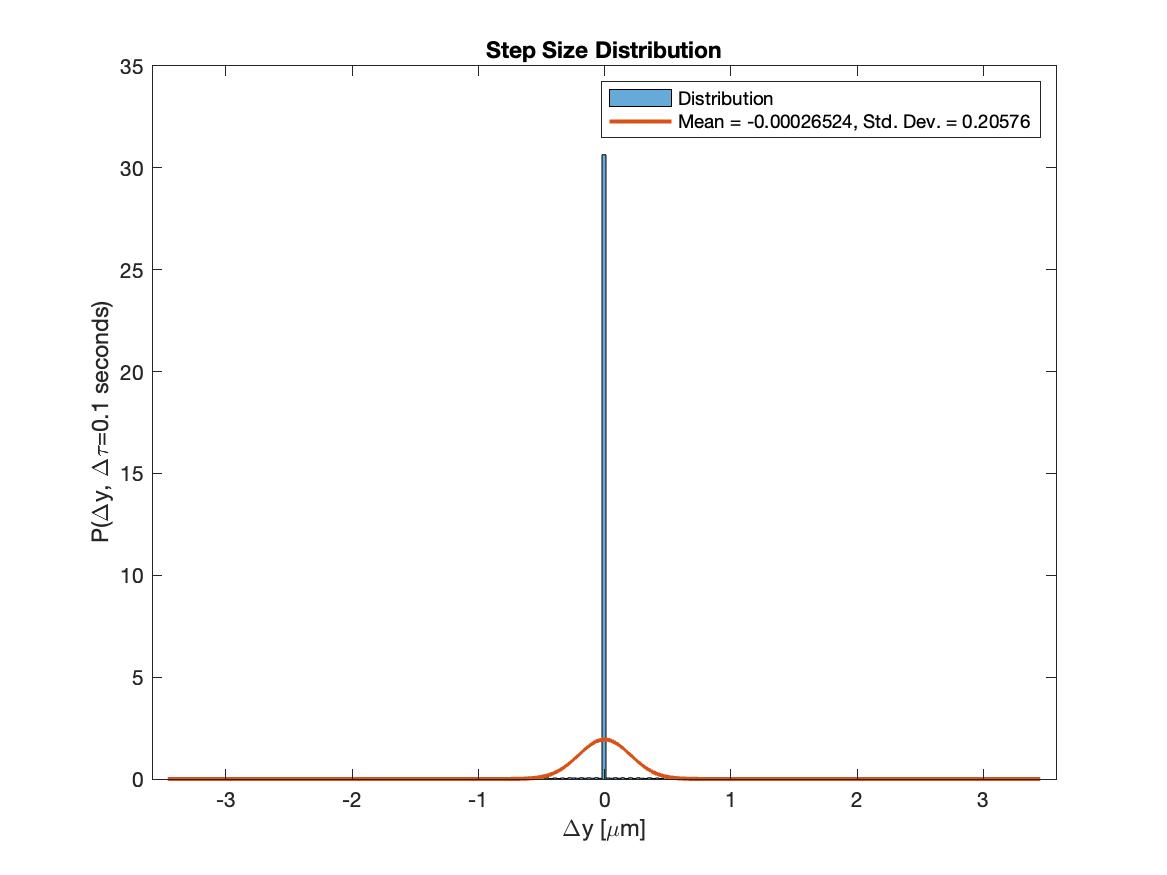 Step Size Distribution
35
30
25
20
15
10
5
0
P(Δy, Δτ=0.1 seconds)
Distribution
Mean = -0.00026524, Std. Dev. = 0.20576
-3 -2 -1 0 1 2 3
Δy [μm]